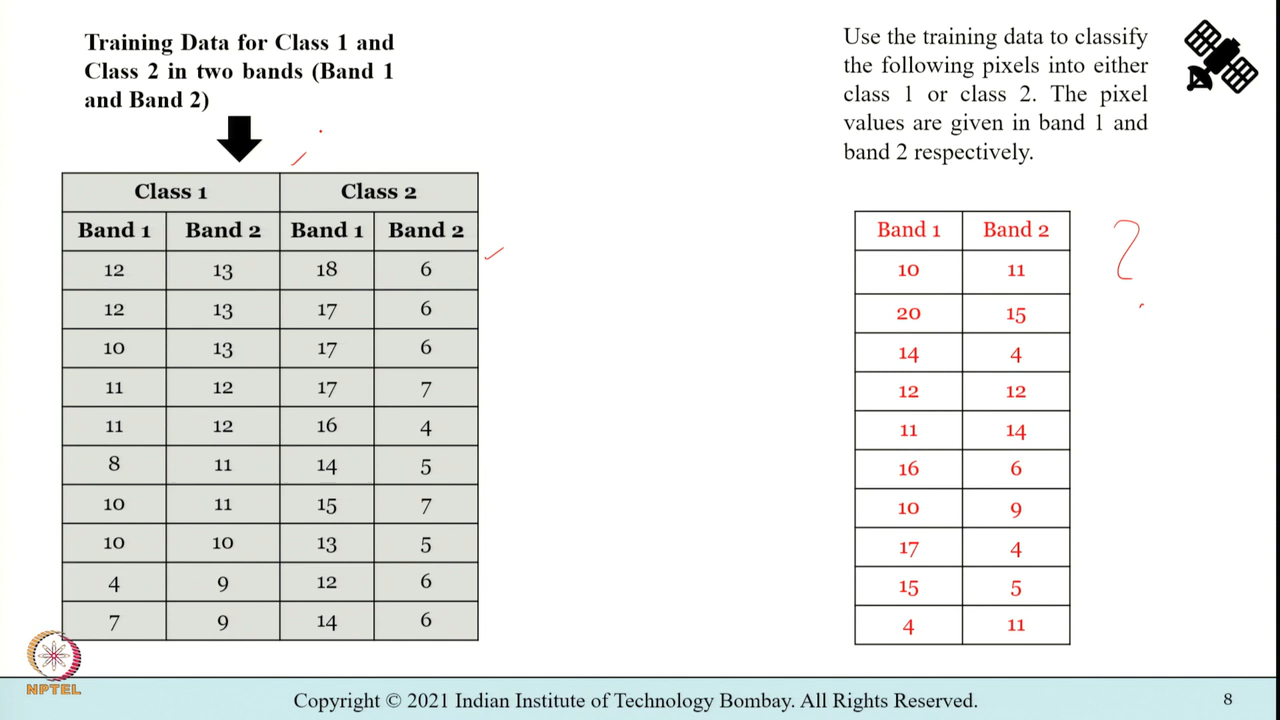 Training Data for Class 1 and
Class 2 in two bands (Band 1
and Band 2)
Use the training data to classify
the following pixels into either
class 1 or class 2. The pixel
values are given in band 1 and
band 2 respectively.
Class 1 Class 2
Band 1 Band 2 Band 1 Band 2
12 13 18 6
12 13 17 6
10 13 17 6
11 12 17 7
11 12 16 4
8 11 14 5
10 11 15 7
10 10 13 5
4 9 12 6
7 9 14 6
Band 1 Band 2
10 11
20 15
14 4
12 12
11 14
16 6
10 9
17 4
15 5
4 11
?
NPTEL
Copyright © 2021 Indian Institute of Technology Bombay. All Rights Reserved.
8